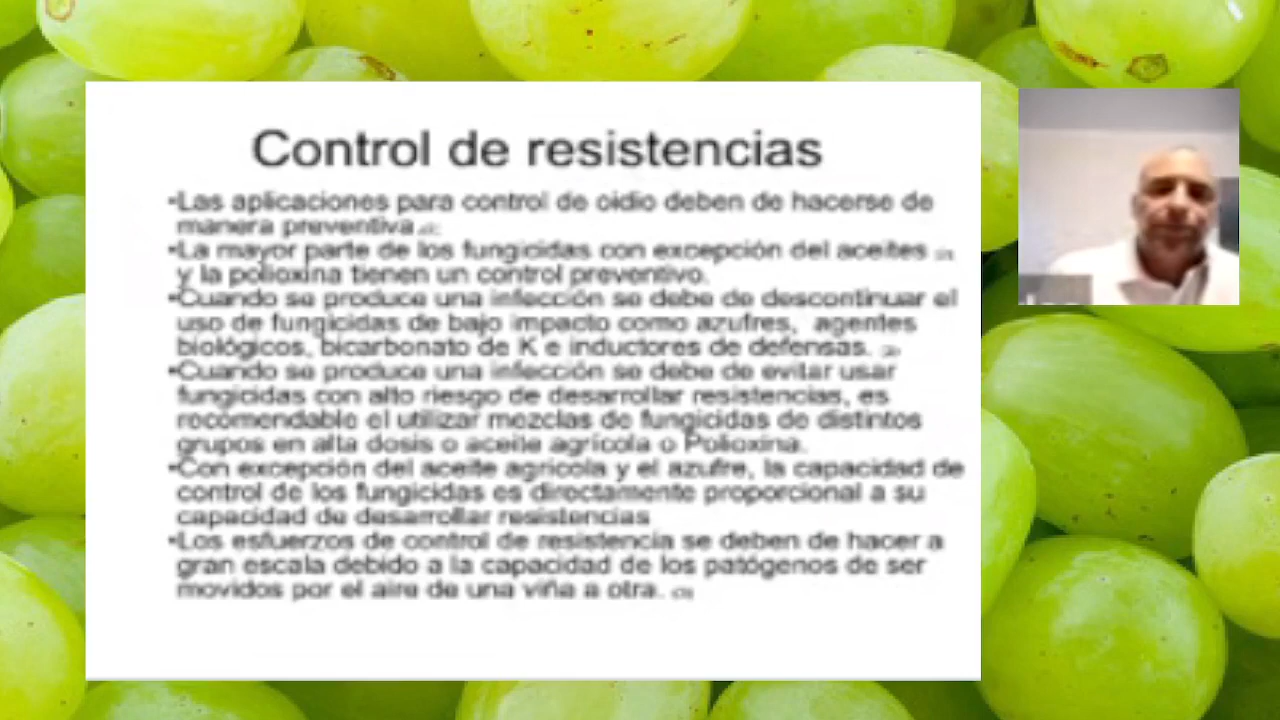 Control de resistencias
•Las aplicaciones para control de oidio deben de hacerse de
manera preventiva
•La mayor parte de los fungicidas con excepción del aceites
y la polioxina tienen un control preventivo.
•Cuando se produce una infección se debe de descontinuar el
uso de fungicidas de bajo impacto como azufres, agentes
biológicos, bicarbonato de K e inductores de defensas.
•Cuando se produce una infección se debe de evitar usar
fungicidas con alto riesgo de desarrollar resistencias, es
recomendable el utilizar mezclas de fungicidas de distintos
grupos en alta dosis o aceite agrícola o Polioxina.
•Con excepción del aceite agricola y el azufre, la capacidad de
control de los fungicidas es directamente proporcional a su
capacidad de desarrollar resistencias
•Los esfuerzos de control de resistencia se deben de hacer a
gran escala debido a la capacidad de los patógenos de ser
movidos por el aire de una viña a otra.